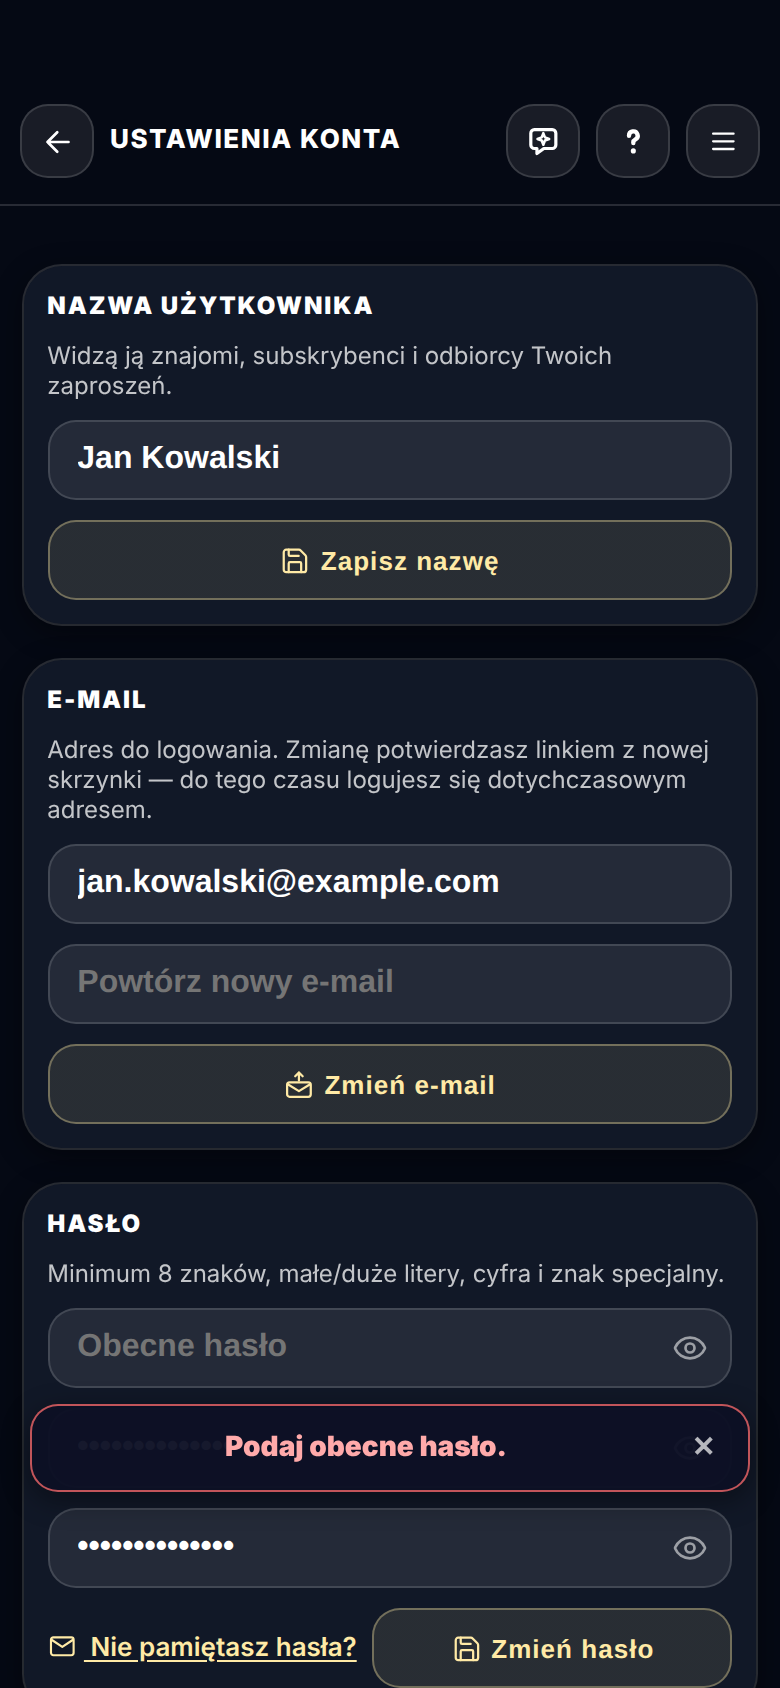 USTAWIENIA KONTA
NAZWA UŻYTKOWNIKA
Widzą ją znajomi, subskrybenci i odbiorcy Twoich
zaproszeń.
Jan Kowalski
Zapisz nazwę
E-MAIL
Adres do logowania. Zmianę potwierdzasz linkiem z nowej
skrzynki — do tego czasu logujesz się dotychczasowym
adresem.
jan.kowalski@example.com
Powtórz nowy e-mail
Zmień e-mail
HASŁO
Minimum 8 znaków, małe/duże litery, cyfra i znak specjalny.
Obecne hasło
Podaj obecne hasło.
••••••••••••••
Nie pamiętasz hasła?
Zmień hasło